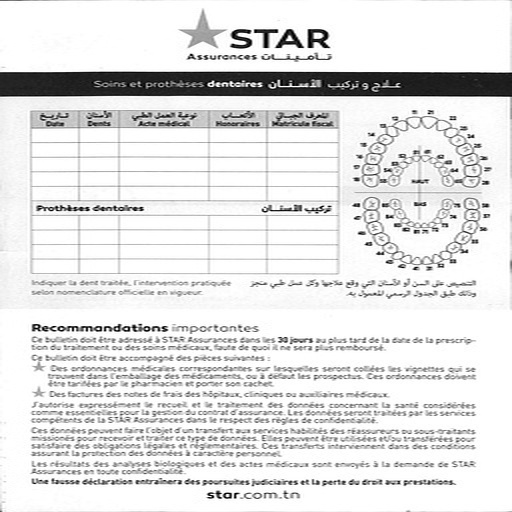 STAR
Assurances تأمينات
Soins et prothèses dentaires علاج و تركيب الأسنان
تاريخ الأسنان نوعية العمل الطبي الأتعاب المعرف الجبائي
Date Dents Acte médical Honoraires Matricule fiscal
Prothèses dentaires تركيب الأسنان
HAUT
BAS
Indiquer la dent traitée, l'intervention pratiquée
selon nomenclature officielle en vigueur.
التنصيص على السن أو الأسنان التي وقع علاجها وكل عمل طبي منجز
وذلك طبق الجدول الرسمي المعمول به.
Recommandations importantes
Ce bulletin doit être adressé à STAR Assurances dans les 30 jours au plus tard de la date de la prescrip-
tion du traitement ou des soins médicaux, faute de quoi il ne sera plus remboursé.
Ce bulletin doit être accompagné des pièces suivantes :
Des ordonnances médicales correspondantes sur lesquelles seront collées les vignettes qui se
trouvent dans l'emballage des médicaments, ou à défaut les prospectus. Ces ordonnances doivent
être tarifées par le pharmacien et porter son cachet.
Des factures des notes de frais des hôpitaux, cliniques ou auxiliaires médicaux.
J'autorise expressément le recueil et le traitement des données concernant la santé considérées
comme essentielles pour la gestion du contrat d'assurance. Les données seront traitées par les services
compétents de la STAR Assurances dans le respect des règles de confidentialité.
Ces données peuvent faire l'objet d'un transfert aux services habilités des réassureurs ou sous-traitants
missionés pour recevoir et traiter ce type de données. Elles peuvent être utilisées et/ou transférées pour
satisfaire des obligations légales et réglementaires. Ces transferts interviennent dans des conditions
assurant la protection des données à caractère personnel.
Les résultats des analyses biologiques et des actes médicaux sont envoyés à la demande de STAR
Assurances en toute confidentialité.
Une fausse déclaration entraînera des poursuites judiciaires et la perte du droit aux prestations.
star.com.tn